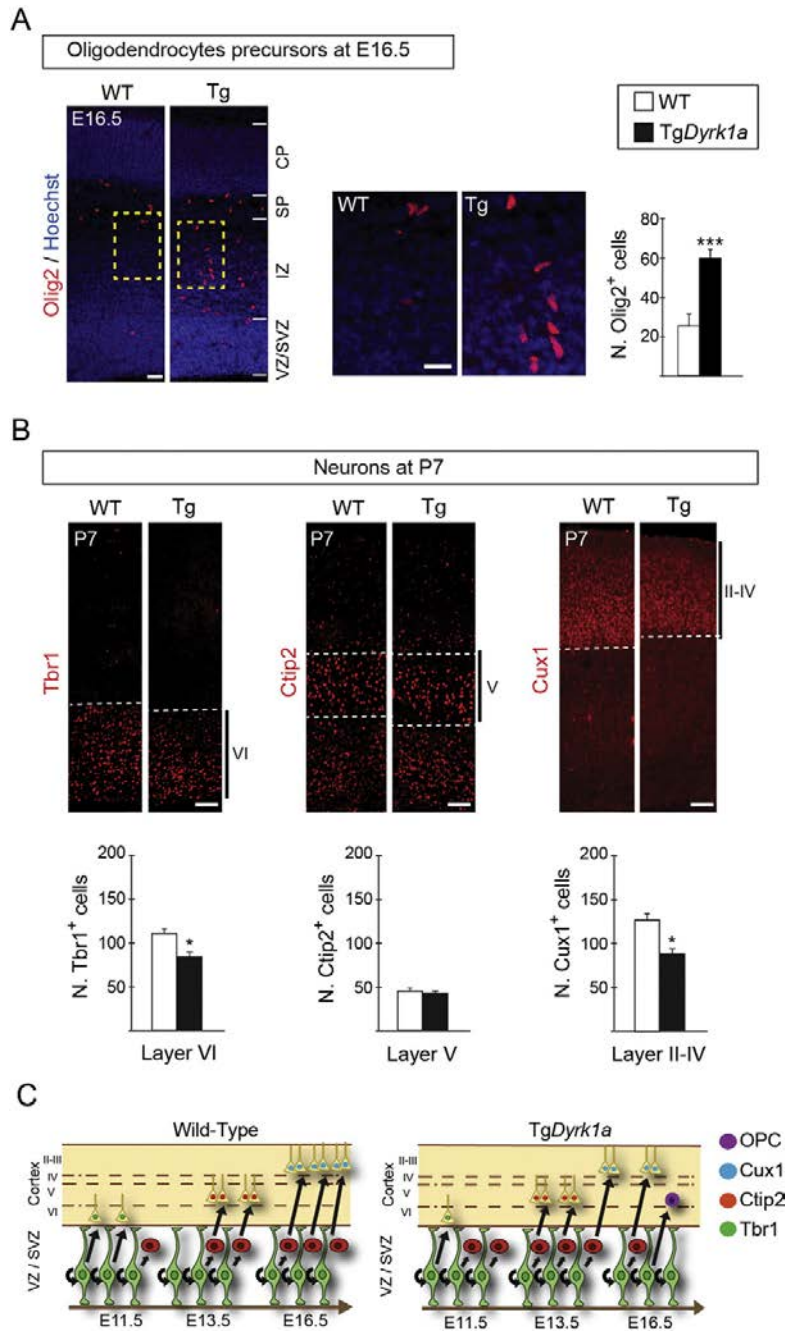 A
Oligodendrocytes precursors at E16.5
WT Tg
E16.5
Olig2 / Hoechst
CP
SP
IZ
VZ/SVZ
WT Tg
WT
TgDyrk1a
N. Olig2+ cells
80
60
40
20
***
B
Neurons at P7
WT Tg
P7
Tbr1
VI
WT Tg
P7
Ctip2
V
WT Tg
P7
Cux1
II-IV
N. Tbr1+ cells
200
150
100
50
*
Layer VI
N. Ctip2+ cells
200
150
100
50
Layer V
N. Cux1+ cells
200
150
100
50
*
Layer II-IV
C
Wild-Type
Cortex
II-III
IV
V
VI
VZ / SVZ
E11.5 E13.5 E16.5
TgDyrk1a
Cortex
II-III
IV
V
VI
VZ / SVZ
E11.5 E13.5 E16.5
OPC
Cux1
Ctip2
Tbr1